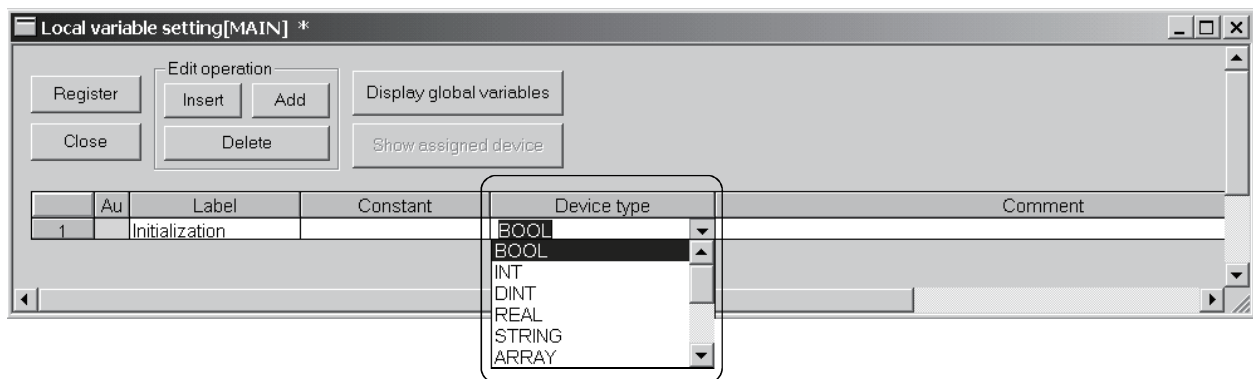 Local variable setting[MAIN] *
Edit operation
Register
Insert
Add
Display global variables
Close
Delete
Show assigned device
Au
Label
Constant
Device type
Comment
1
Initialization
BOOL
BOOL
INT
DINT
REAL
STRING
ARRAY